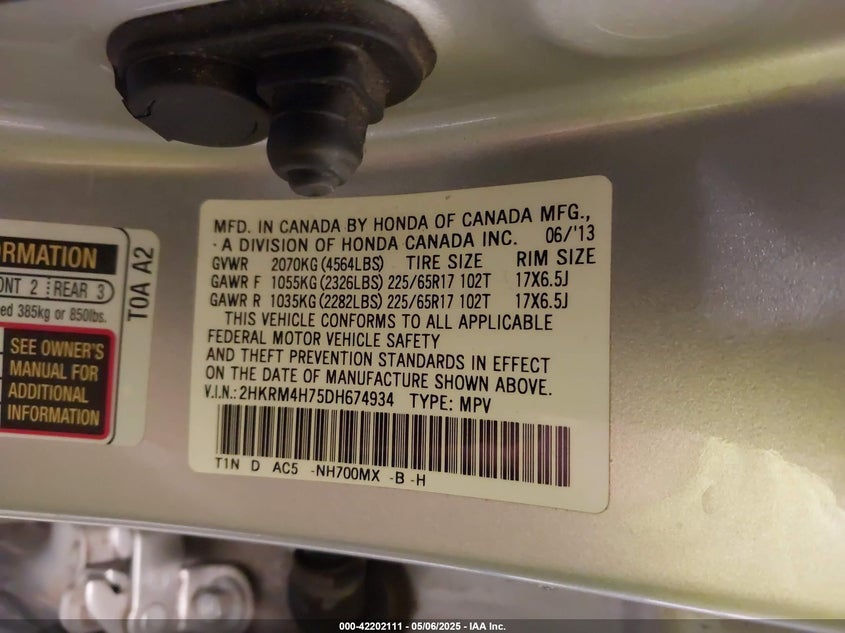 ORMATION
ONT 2 REAR 3
ed 385kg or 850lbs.
SEE OWNER'S
MANUAL FOR
ADDITIONAL
INFORMATION
TOA A2
MFD. IN CANADA BY HONDA OF CANADA MFG.,
A DIVISION OF HONDA CANADA INC. 06/'13
GVWR 2070KG (4564LBS) TIRE SIZE RIM SIZE
GAWR F 1055KG (2326LBS) 225/65R17 102T 17X6.5J
GAWR R 1035KG (2282LBS) 225/65R17 102T 17X6.5J
THIS VEHICLE CONFORMS TO ALL APPLICABLE
FEDERAL MOTOR VEHICLE SAFETY
AND THEFT PREVENTION STANDARDS IN EFFECT
ON THE DATE OF MANUFACTURE SHOWN ABOVE.
V.I.N.: 2HKRM4H75DH674934 TYPE: MPV
T1N D AC5 -NH700MX -B -H
000-42202111 - 05/06/2025 - IAA Inc.